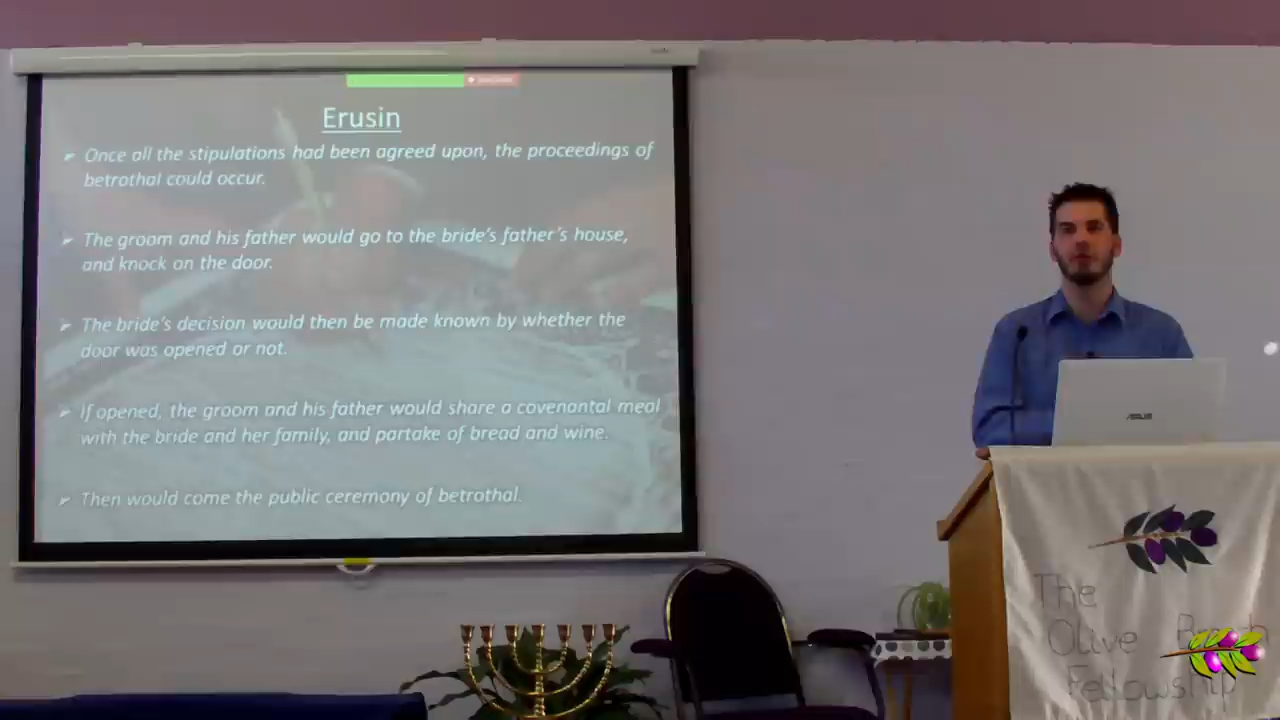 Erusin
Once all the stipulations had been agreed upon, the proceedings of
betrothal could occur.
The groom and his father would go to the bride's father's house,
and knock on the door.
The bride's decision would then be made known by whether the
door was opened or not.
If opened, the groom and his father would share a covenantal meal
with the bride and her family, and partake of bread and wine.
Then would come the public ceremony of betrothal.
ASUS
The
Olive
Fellowship